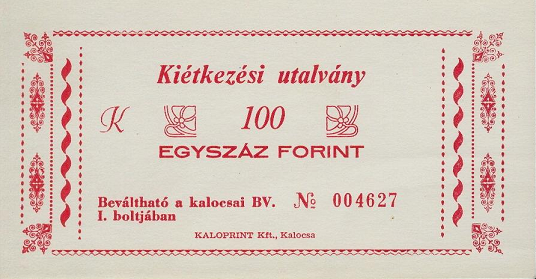 Kiétkezési utalvány
K 100
EGYSZÁZ FORINT
Beváltható a kalocsai BV. № 004627
I. boltjában
KALOPRINT Kft., Kalocsa